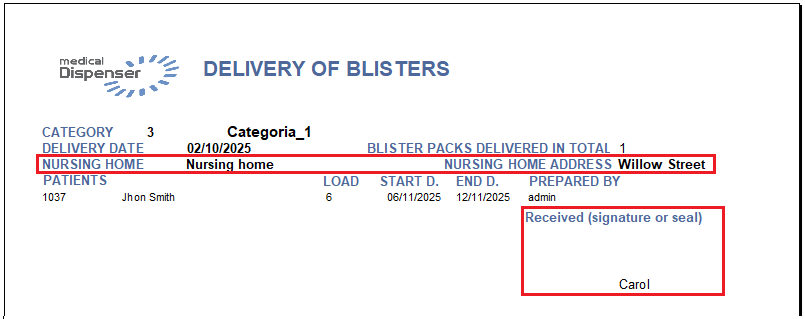 medical
Dispenser
DELIVERY OF BLISTERS
CATEGORY 3 Categoria_1
DELIVERY DATE 02/10/2025 BLISTER PACKS DELIVERED IN TOTAL 1
NURSING HOME Nursing home NURSING HOME ADDRESS Willow Street
PATIENTS LOAD START D. END D. PREPARED BY
1037 Jhon Smith 6 06/11/2025 12/11/2025 admin
Received (signature or seal)
Carol